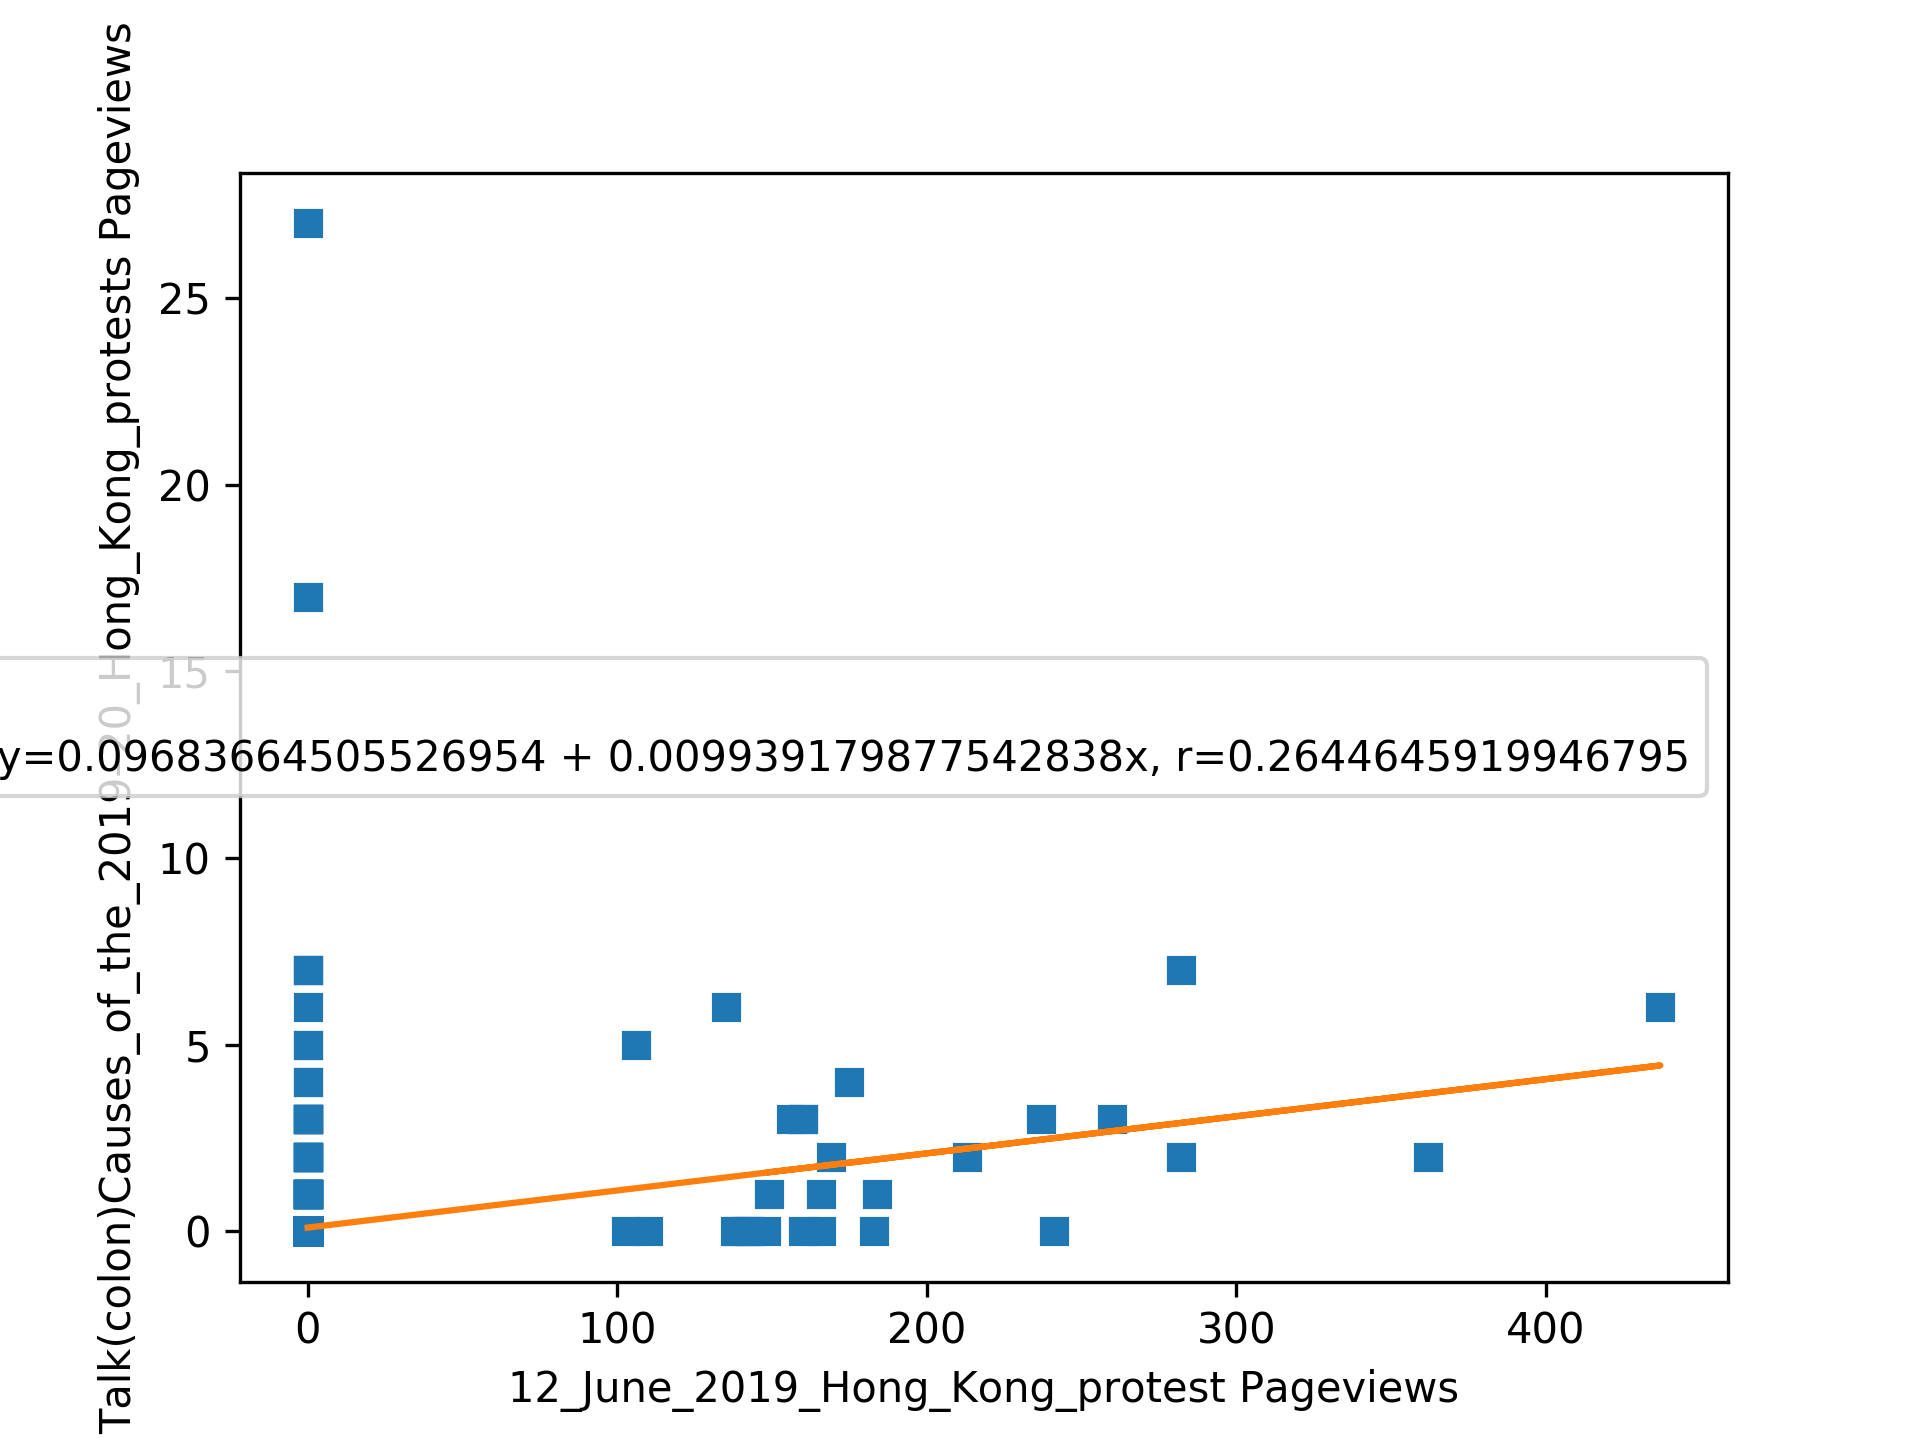 Talk(colon)Causes_of_the_2019-20_Hong_Kong_protests Pageviews
25
20
15
y=0.09683664505526954 + 0.009939179877542838x, r=0.2644645919946795
10
5
0
0 100 200 300 400
12_June_2019_Hong_Kong_protest Pageviews